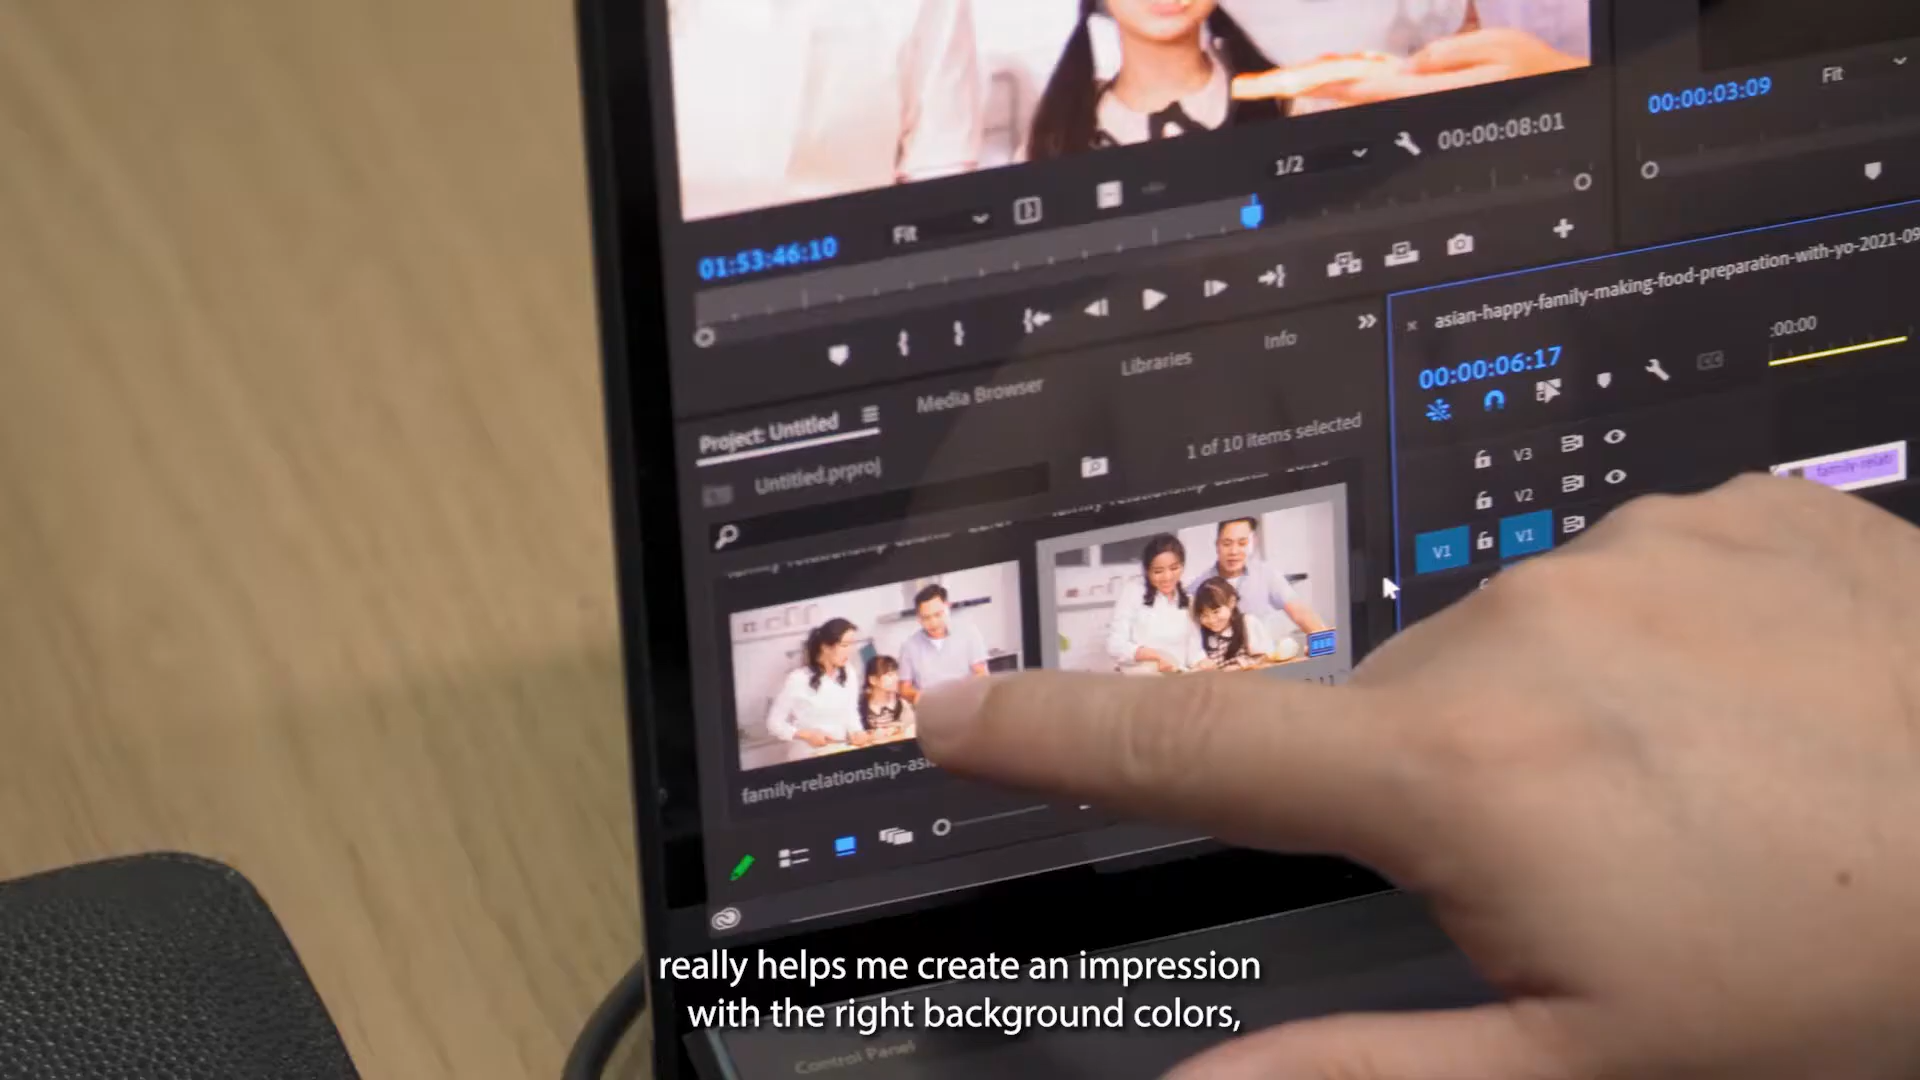 00:00:03:09
Fit
1/2
00:00:08:01
01:53:46:10
Fit
asian-happy-family-making-food-preparation-with-yo-2021-09
:00:00
00:00:06:17
Project: Untitled
Media Browser
Libraries
Info
Untitled.prproj
1 of 10 items selected
V3
V2
V1
V1
family-relati
family-relationship-asi
really helps me create an impression
with the right background colors,
Control Panel